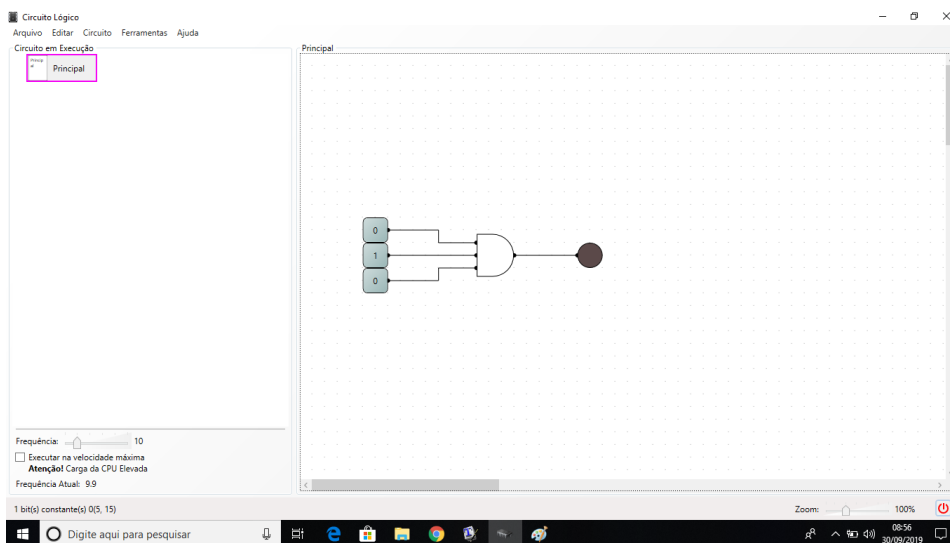 Circuito Lógico
Arquivo Editar Circuito Ferramentas Ajuda
Circuito em Execução
Princip
al
Principal
Principal
0
1
0
Frequência: 10
Executar na velocidade máxima
Atenção! Carga da CPU Elevada
Frequência Atual: 9.9
1 bit(s) constante(s) 0(5, 15)
Zoom: 100%
Digite aqui para pesquisar
08:56
30/09/2019